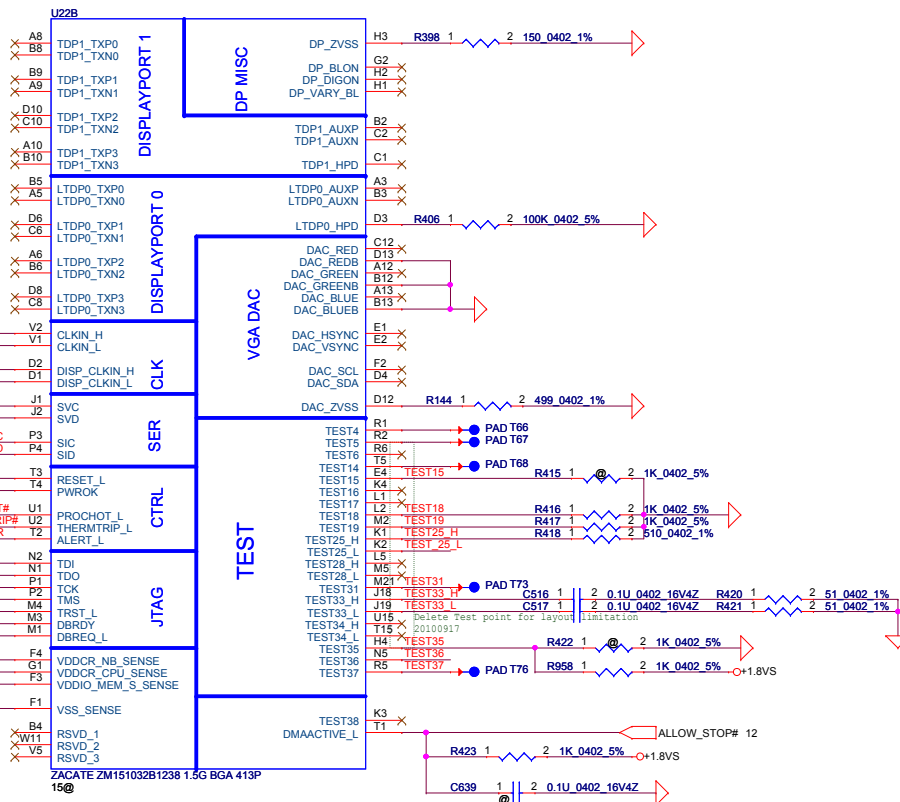 U22B
A8 TDP1_TXP0
B8 TDP1_TXN0
B9 TDP1_TXP1
A9 TDP1_TXN1
D10 TDP1_TXP2
C10 TDP1_TXN2
A10 TDP1_TXP3
B10 TDP1_TXN3
DISPLAYPORT 1
DP MISC
DP_ZVSS H3 R398 1 2 150_0402_1%
DP_BLON G2
DP_DIGON H2
DP_VARY_BL H1
TDP1_AUXP B2
TDP1_AUXN C2
TDP1_HPD C1
B5 LTDP0_TXP0
A5 LTDP0_TXN0
D6 LTDP0_TXP1
C6 LTDP0_TXN1
A6 LTDP0_TXP2
B6 LTDP0_TXN2
D8 LTDP0_TXP3
C8 LTDP0_TXN3
DISPLAYPORT 0
LTDP0_AUXP A3
LTDP0_AUXN B3
LTDP0_HPD D3 R406 1 2 100K_0402_5%
VGA DAC
DAC_RED C12
DAC_REDB D13
DAC_GREEN A12
DAC_GREENB B12
DAC_BLUE A13
DAC_BLUEB B13
DAC_HSYNC E1
DAC_VSYNC E2
DAC_SCL F2
DAC_SDA D4
DAC_ZVSS D12 R144 1 2 499_0402_1%
V2 CLKIN_H
V1 CLKIN_L
D2 DISP_CLKIN_H
D1 DISP_CLKIN_L
CLK
J1 SVC
J2 SVD
P3 SIC
P4 SID
SER
T3 RESET_L
T4 PWROK
U1 PROCHOT_L
U2 THERMTRIP_L
T2 ALERT_L
CTRL
N2 TDI
N1 TDO
P1 TCK
P2 TMS
M4 TRST_L
M3 DBRDY
M1 DBREQ_L
JTAG
F4 VDDCR_NB_SENSE
G1 VDDCR_CPU_SENSE
F3 VDDIO_MEM_S_SENSE
F1 VSS_SENSE
B4 RSVD_1
W11 RSVD_2
V5 RSVD_3
TEST
TEST4 R1 PAD T66
TEST5 R2 PAD T67
TEST6 R6
TEST14 T5 PAD T68
TEST15 E4 TEST15 R415 1 @ 2 1K_0402_5%
TEST16 K4
TEST17 L1
TEST18 L2 TEST18 R416 1 2 1K_0402_5%
TEST19 M2 TEST19 R417 1 2 1K_0402_5%
TEST25_H K1 TEST25_H R418 1 2 510_0402_1%
TEST25_L K2 TEST_25_L
TEST28_H L5
TEST28_L M5
TEST31 M21 TEST31 PAD T73
TEST33_H J18 TEST33_H C516 1 2 0.1U_0402_16V4Z R420 1 2 51_0402_1%
TEST33_L J19 TEST33_L C517 1 2 0.1U_0402_16V4Z R421 1 2 51_0402_1%
TEST34_H U15
TEST34_L T15
Delete Test point for layout limitation
20100917
TEST35 H4 TEST35 R422 1 @ 2 1K_0402_5%
TEST36 N5 TEST36
TEST37 R5 TEST37 PAD T76 R958 1 2 1K_0402_5% +1.8VS
TEST38 K3
DMAACTIVE_L T1 ALLOW_STOP# 12
R423 1 2 1K_0402_5% +1.8VS
C639 1 @ 2 0.1U_0402_16V4Z
ZACATE ZM151032B1238 1.5G BGA 413P
15@